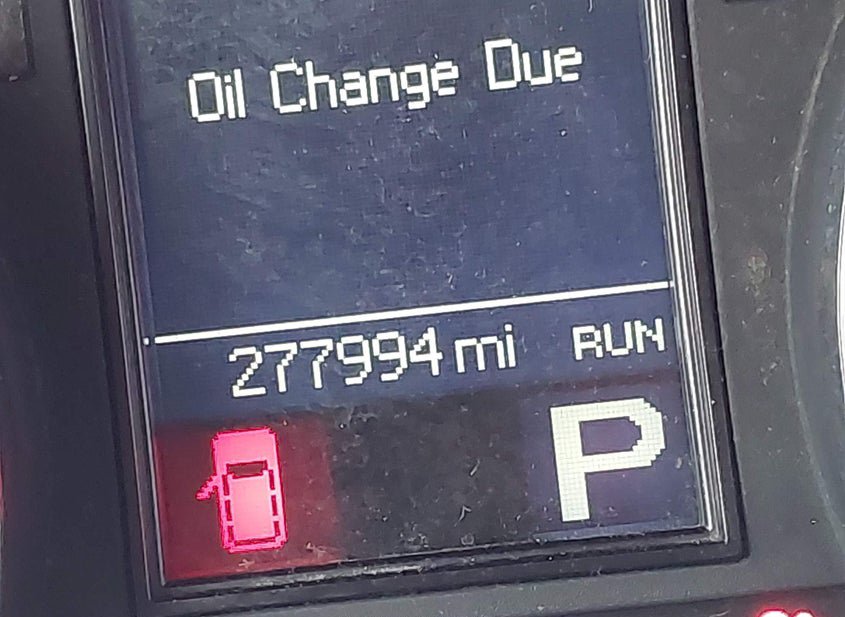 Oil Change Due
277994 mi RUN
P